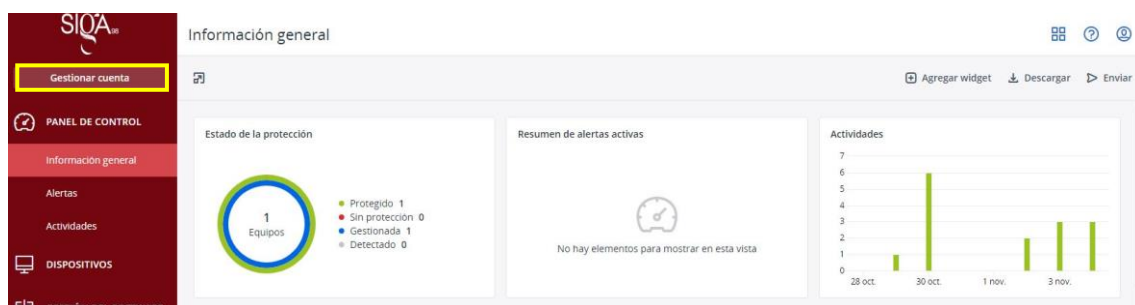 SIQA
Información general
Gestionar cuenta
Agregar widget
Descargar
Enviar
PANEL DE CONTROL
Información general
Alertas
Actividades
DISPOSITIVOS
Estado de la protección
1
Equipos
Protegido 1
Sin protección 0
Gestionada 1
Detectado 0
Resumen de alertas activas
No hay elementos para mostrar en esta vista
Actividades
7
6
5
4
3
2
1
0
28 oct.
30 oct.
1 nov.
3 nov.